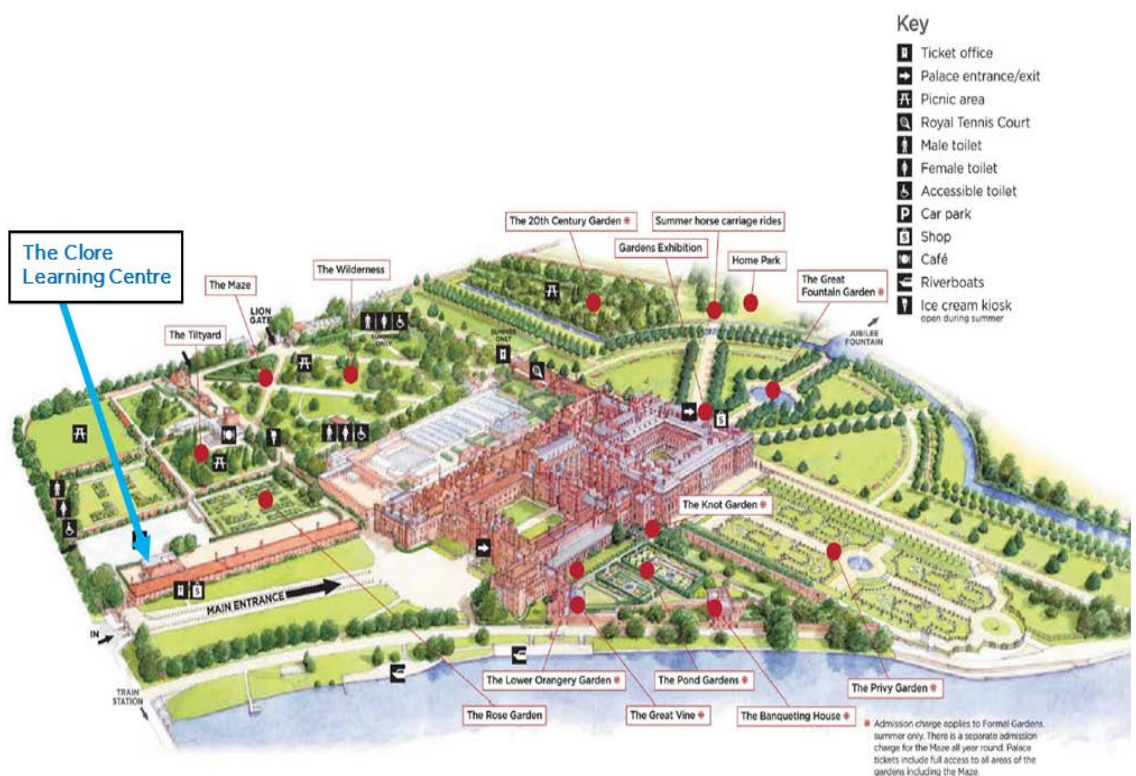 Key
Ticket office
Palace entrance/exit
Picnic area
Royal Tennis Court
Male toilet
Female toilet
Accessible toilet
P
Car park
S
Shop
Café
Riverboats
Ice cream kiosk
open during summer
The Clore
Learning Centre
The 20th Century Garden ❋
Summer horse carriage rides
Gardens Exhibition
Home Park
The Wilderness
The Great
Fountain Garden ❋
The Maze
LION
GATE
The Tiltyard
SUMMER
ONLY
SUMMER
ONLY
JUBILEE
FOUNTAIN
S
The Knot Garden ❋
S
MAIN ENTRANCE
IN
TRAIN
STATION
The Lower Orangery Garden ❋
The Pond Gardens ❋
The Privy Garden ❋
The Rose Garden
The Great Vine ❋
The Banqueting House ❋
❋ Admission charge applies to Formal Gardens,
summer only. There is a separate admission
charge for the Maze all year round. Palace
tickets include full access to all areas of the
gardens including the Maze.